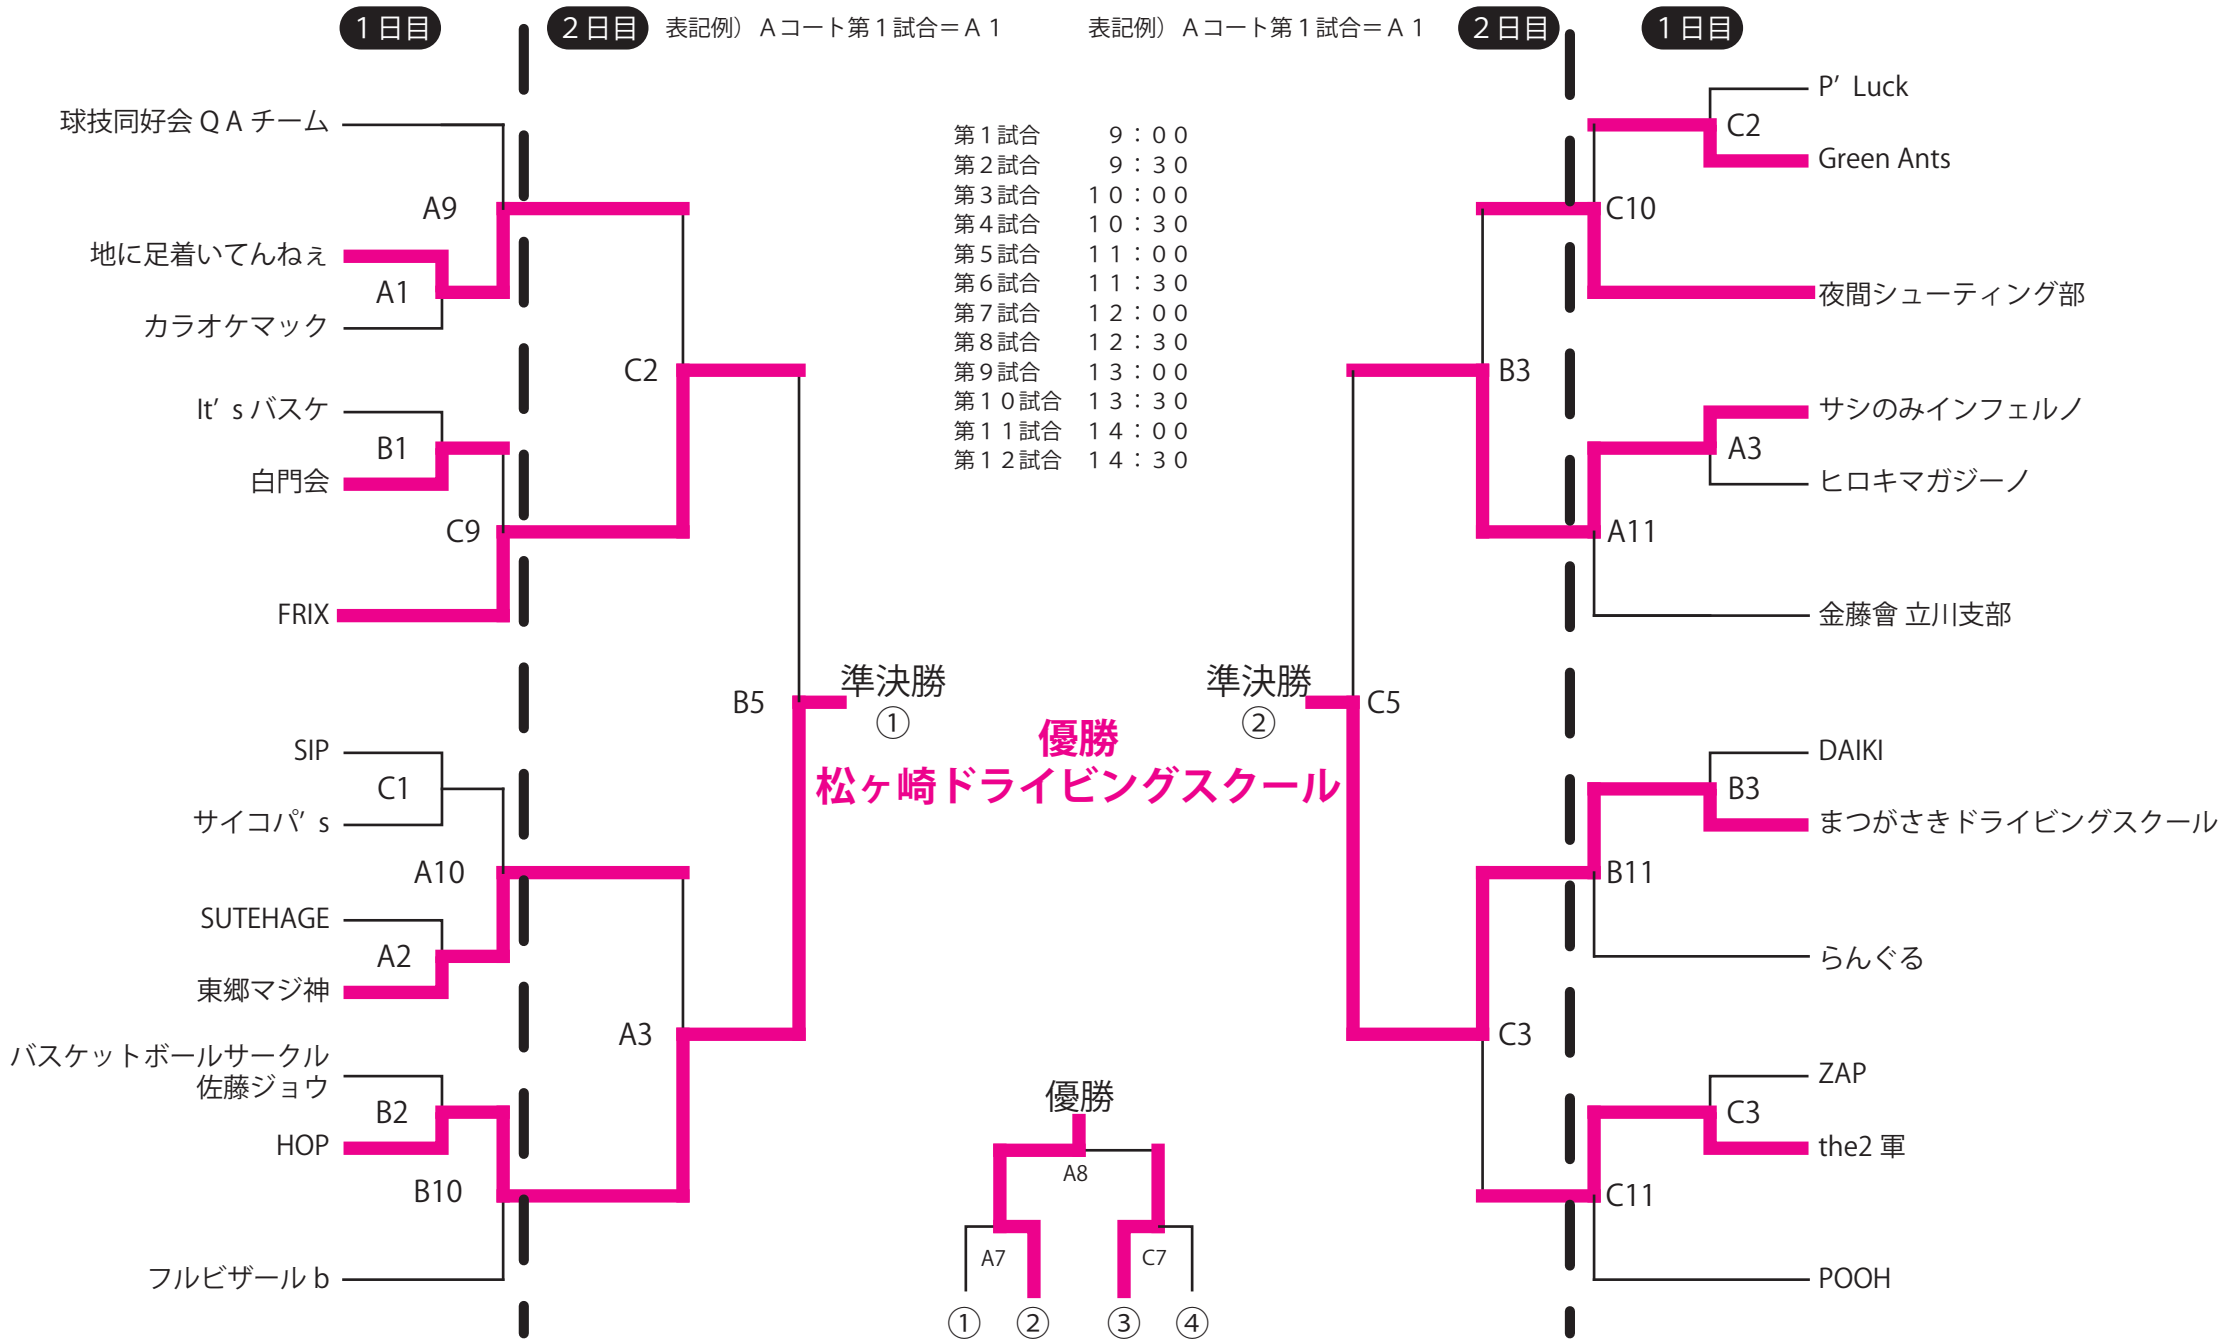 １日目
２日目
表記例）Ａコート第１試合＝Ａ１
表記例）Ａコート第１試合＝Ａ１
２日目
１日目
球技同好会ＱＡチーム
A9
地に足着いてんねぇ
A1
カラオケマック
C2
It’s バスケ
B1
白門会
C9
FRIX
B5
SIP
C1
サイコパ’s
A10
SUTEHAGE
A2
東郷マジ神
A3
バスケットボールサークル
佐藤ジョウ
B2
HOP
B10
フルビザール b
第１試合　９：００
第２試合　９：３０
第３試合　１０：００
第４試合　１０：３０
第５試合　１１：００
第６試合　１１：３０
第７試合　１２：００
第８試合　１２：３０
第９試合　１３：００
第１０試合　１３：３０
第１１試合　１４：００
第１２試合　１４：３０
準決勝
①
準決勝
②
優勝
松ヶ崎ドライビングスクール
優勝
A8
A7
C7
①　②　③　④
P’Luck
C2
Green Ants
C10
夜間シューティング部
B3
サシのみインフェルノ
A3
ヒロキマガジーノ
A11
金藤會 立川支部
C5
DAIKI
B3
まつがさきドライビングスクール
B11
らんぐる
C3
ZAP
C3
the2 軍
C11
POOH